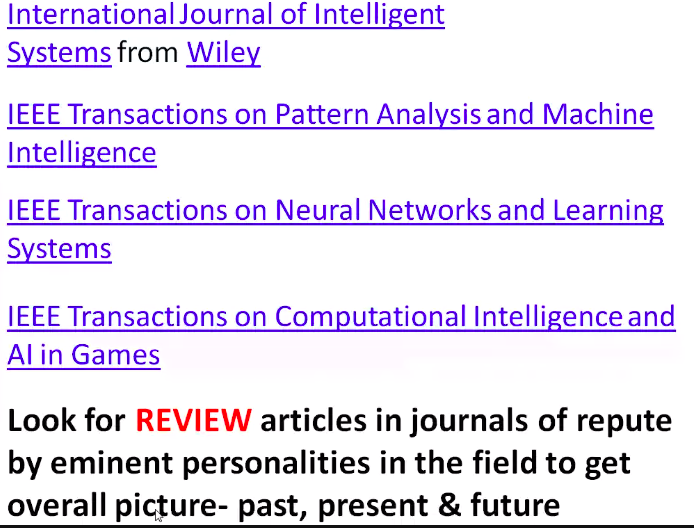 International Journal of Intelligent
Systems from Wiley
IEEE Transactions on Pattern Analysis and Machine
Intelligence
IEEE Transactions on Neural Networks and Learning
Systems
IEEE Transactions on Computational Intelligence and
AI in Games
Look for REVIEW articles in journals of repute
by eminent personalities in the field to get
overall picture- past, present & future